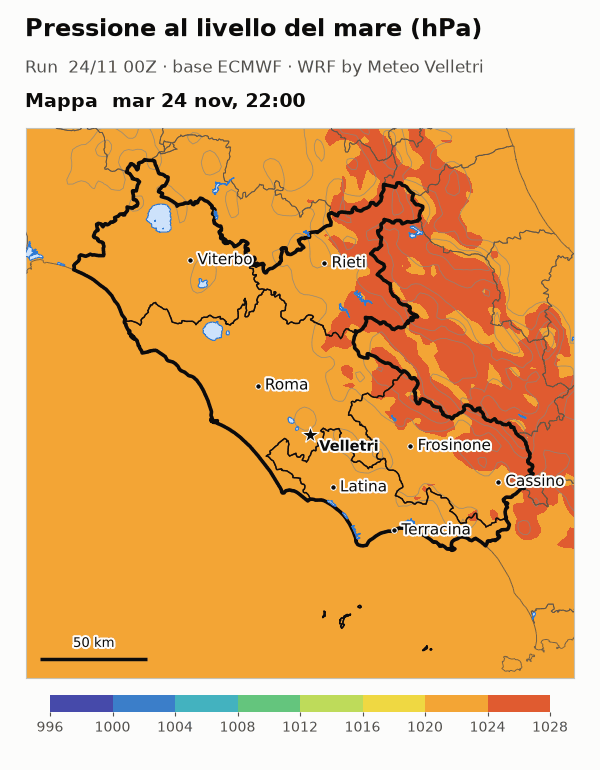 Pressione al livello del mare (hPa)
Run  24/11 00Z · base ECMWF · WRF by Meteo Velletri
Mappa  mar 24 nov, 22:00
Viterbo
Rieti
Roma
Velletri
Frosinone
Cassino
Latina
Terracina
50 km
996 1000 1004 1008 1012 1016 1020 1024 1028